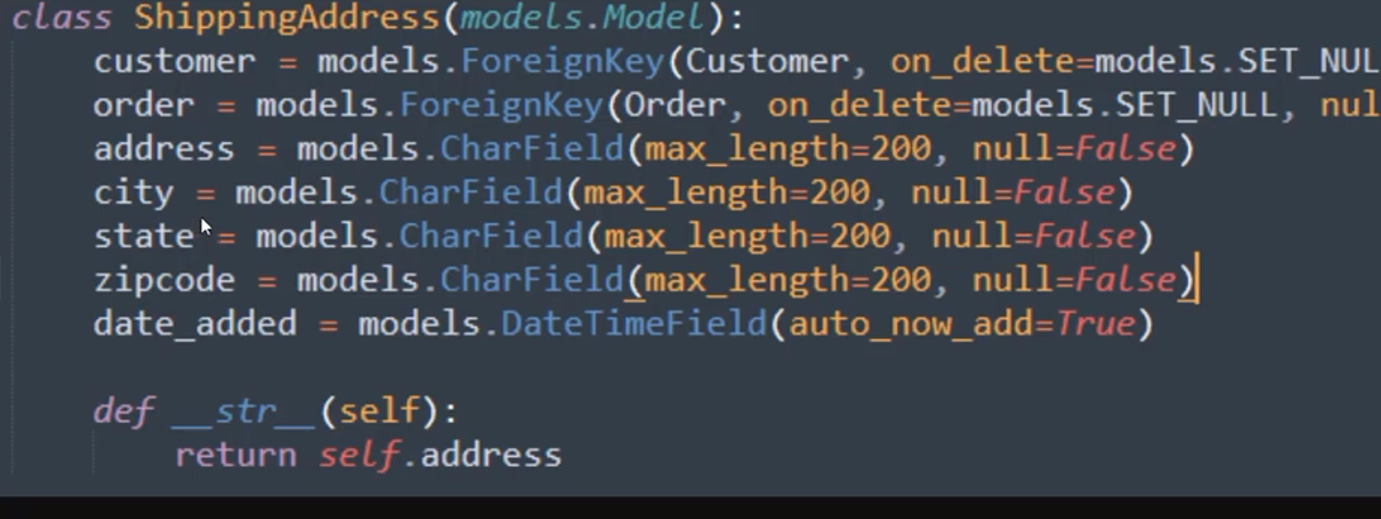 class ShippingAddress(models.Model):
    customer = models.ForeignKey(Customer, on_delete=models.SET_NUL
    order = models.ForeignKey(Order, on_delete=models.SET_NULL, nul
    address = models.CharField(max_length=200, null=False)
    city = models.CharField(max_length=200, null=False)
    state = models.CharField(max_length=200, null=False)
    zipcode = models.CharField(max_length=200, null=False)
    date_added = models.DateTimeField(auto_now_add=True)
    def __str__(self):
        return self.address